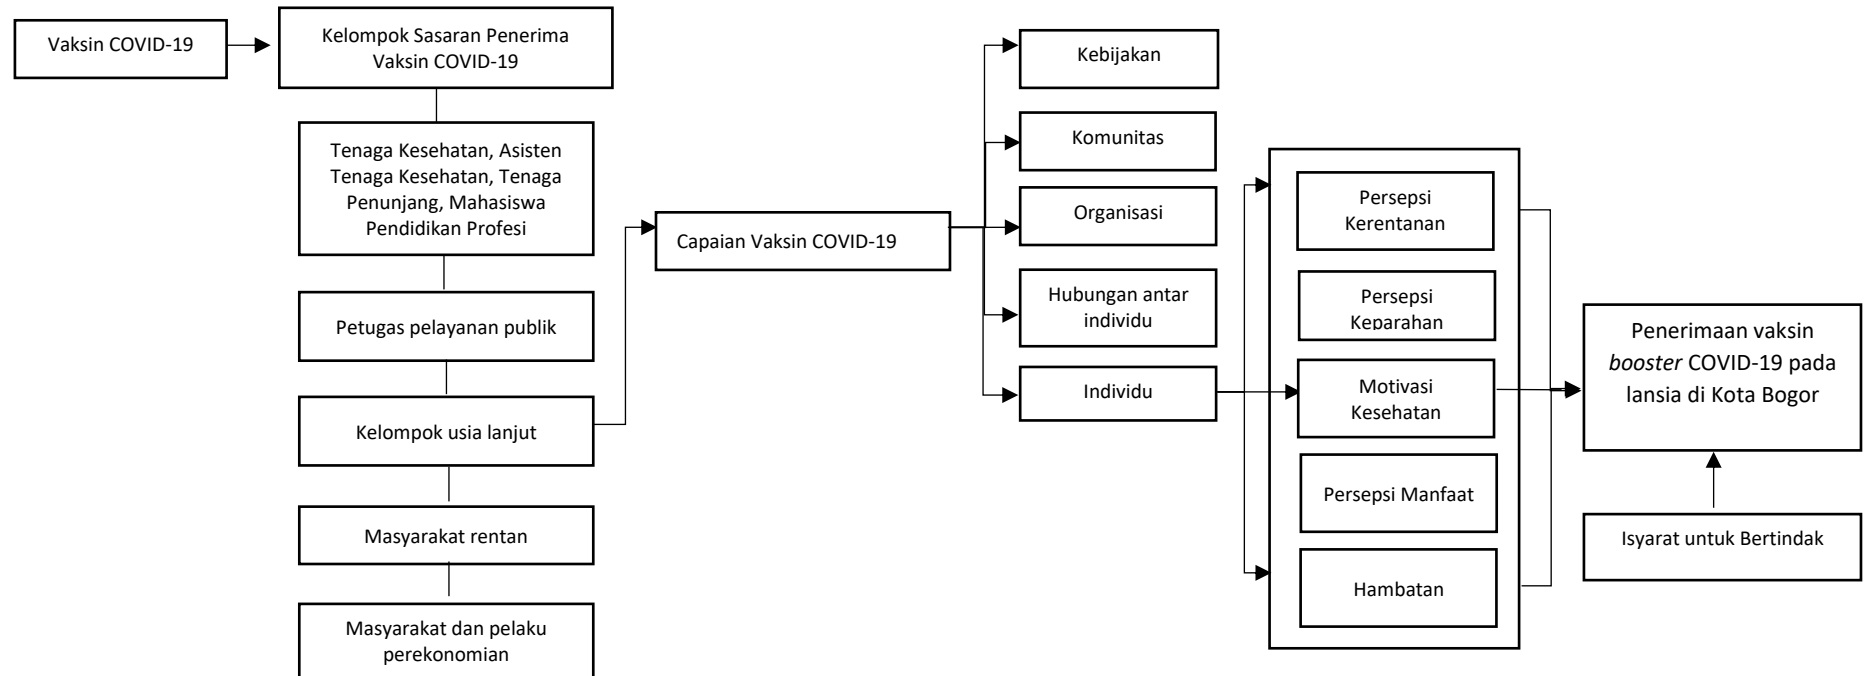 Vaksin COVID-19
Kelompok Sasaran Penerima
Vaksin COVID-19
Tenaga Kesehatan, Asisten
Tenaga Kesehatan, Tenaga
Penunjang, Mahasiswa
Pendidikan Profesi
Petugas pelayanan publik
Kelompok usia lanjut
Masyarakat rentan
Masyarakat dan pelaku
perekonomian
Capaian Vaksin COVID-19
Kebijakan
Komunitas
Organisasi
Hubungan antar
individu
Individu
Persepsi
Kerentanan
Persepsi
Keparahan
Motivasi
Kesehatan
Persepsi Manfaat
Hambatan
Penerimaan vaksin
booster COVID-19 pada
lansia di Kota Bogor
Isyarat untuk Bertindak